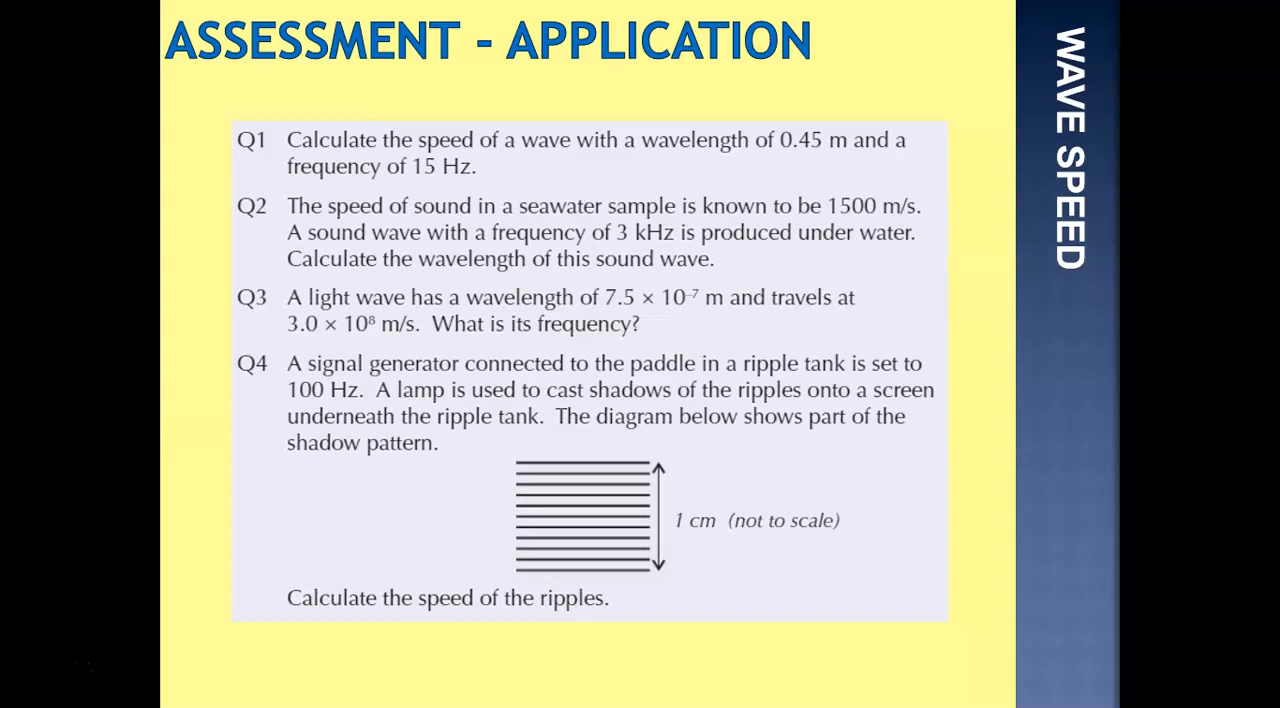 ASSESSMENT - APPLICATION
WAVE SPEED
Q1 Calculate the speed of a wave with a wavelength of 0.45 m and a
frequency of 15 Hz.
Q2 The speed of sound in a seawater sample is known to be 1500 m/s.
A sound wave with a frequency of 3 kHz is produced under water.
Calculate the wavelength of this sound wave.
Q3 A light wave has a wavelength of 7.5 × 10⁻⁷ m and travels at
3.0 × 10⁸ m/s. What is its frequency?
Q4 A signal generator connected to the paddle in a ripple tank is set to
100 Hz. A lamp is used to cast shadows of the ripples onto a screen
underneath the ripple tank. The diagram below shows part of the
shadow pattern.
1 cm (not to scale)
Calculate the speed of the ripples.